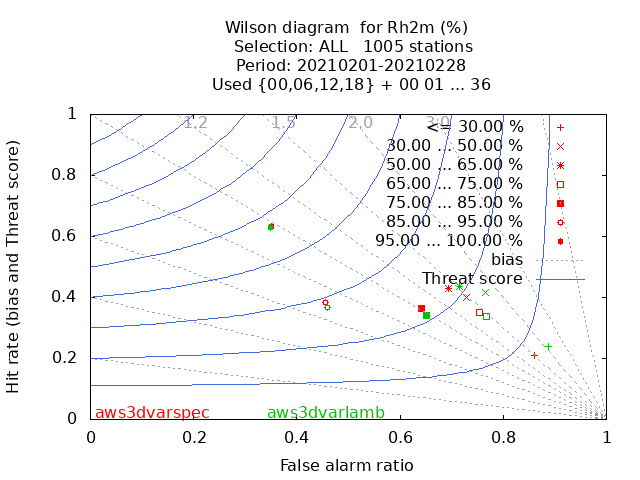 Wilson diagram  for Rh2m (%)
Selection: ALL   1005 stations
Period: 20210201-20210228
Used {00,06,12,18} + 00 01 ... 36
1.2 1.5 2.0 3.0
<= 30.00 %
30.00 ... 50.00 %
50.00 ... 65.00 %
65.00 ... 75.00 %
75.00 ... 85.00 %
85.00 ... 95.00 %
95.00 ... 100.00 %
bias
Threat score
Hit rate (bias and Threat score)
1
0.8
0.6
0.4
0.2
0
aws3dvarspec aws3dvarlamb
0 0.2 0.4 0.6 0.8 1
False alarm ratio